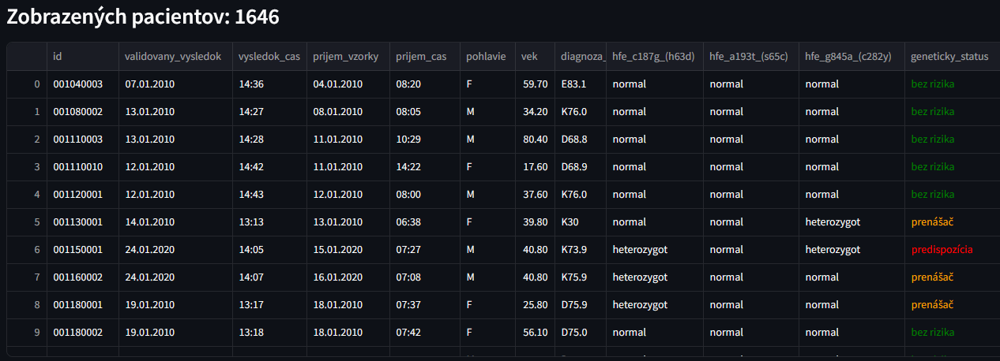 Zobrazených pacientov: 1646
id validovany_vysledok vysledok_cas prijem_vzorky prijem_cas pohlavie vek diagnoza_ hfe_c187g_(h63d) hfe_a193t_(s65c) hfe_g845a_(c282y) geneticky_status
0 001040003 07.01.2010 14:36 04.01.2010 08:20 F 59.70 E83.1 normal normal normal bez rizika
1 001080002 13.01.2010 14:27 08.01.2010 08:05 M 34.20 K76.0 normal normal normal bez rizika
2 001110003 13.01.2010 14:28 11.01.2010 10:29 M 80.40 D68.8 normal normal normal bez rizika
3 001110010 12.01.2010 14:42 11.01.2010 14:22 F 17.60 D68.9 normal normal normal bez rizika
4 001120001 12.01.2010 14:43 12.01.2010 08:00 M 37.60 K76.0 normal normal normal bez rizika
5 001130001 14.01.2010 13:13 13.01.2010 06:38 F 39.80 K30 normal normal heterozygot prenášač
6 001150001 24.01.2020 14:05 15.01.2020 07:27 M 40.80 K73.9 heterozygot normal heterozygot predispozícia
7 001160002 24.01.2020 14:07 16.01.2020 07:08 M 40.80 K75.9 heterozygot normal normal prenášač
8 001180001 19.01.2010 13:17 18.01.2010 07:37 F 25.80 D75.9 heterozygot normal normal prenášač
9 001180002 19.01.2010 13:18 18.01.2010 07:42 F 56.10 D75.0 normal normal normal bez rizika